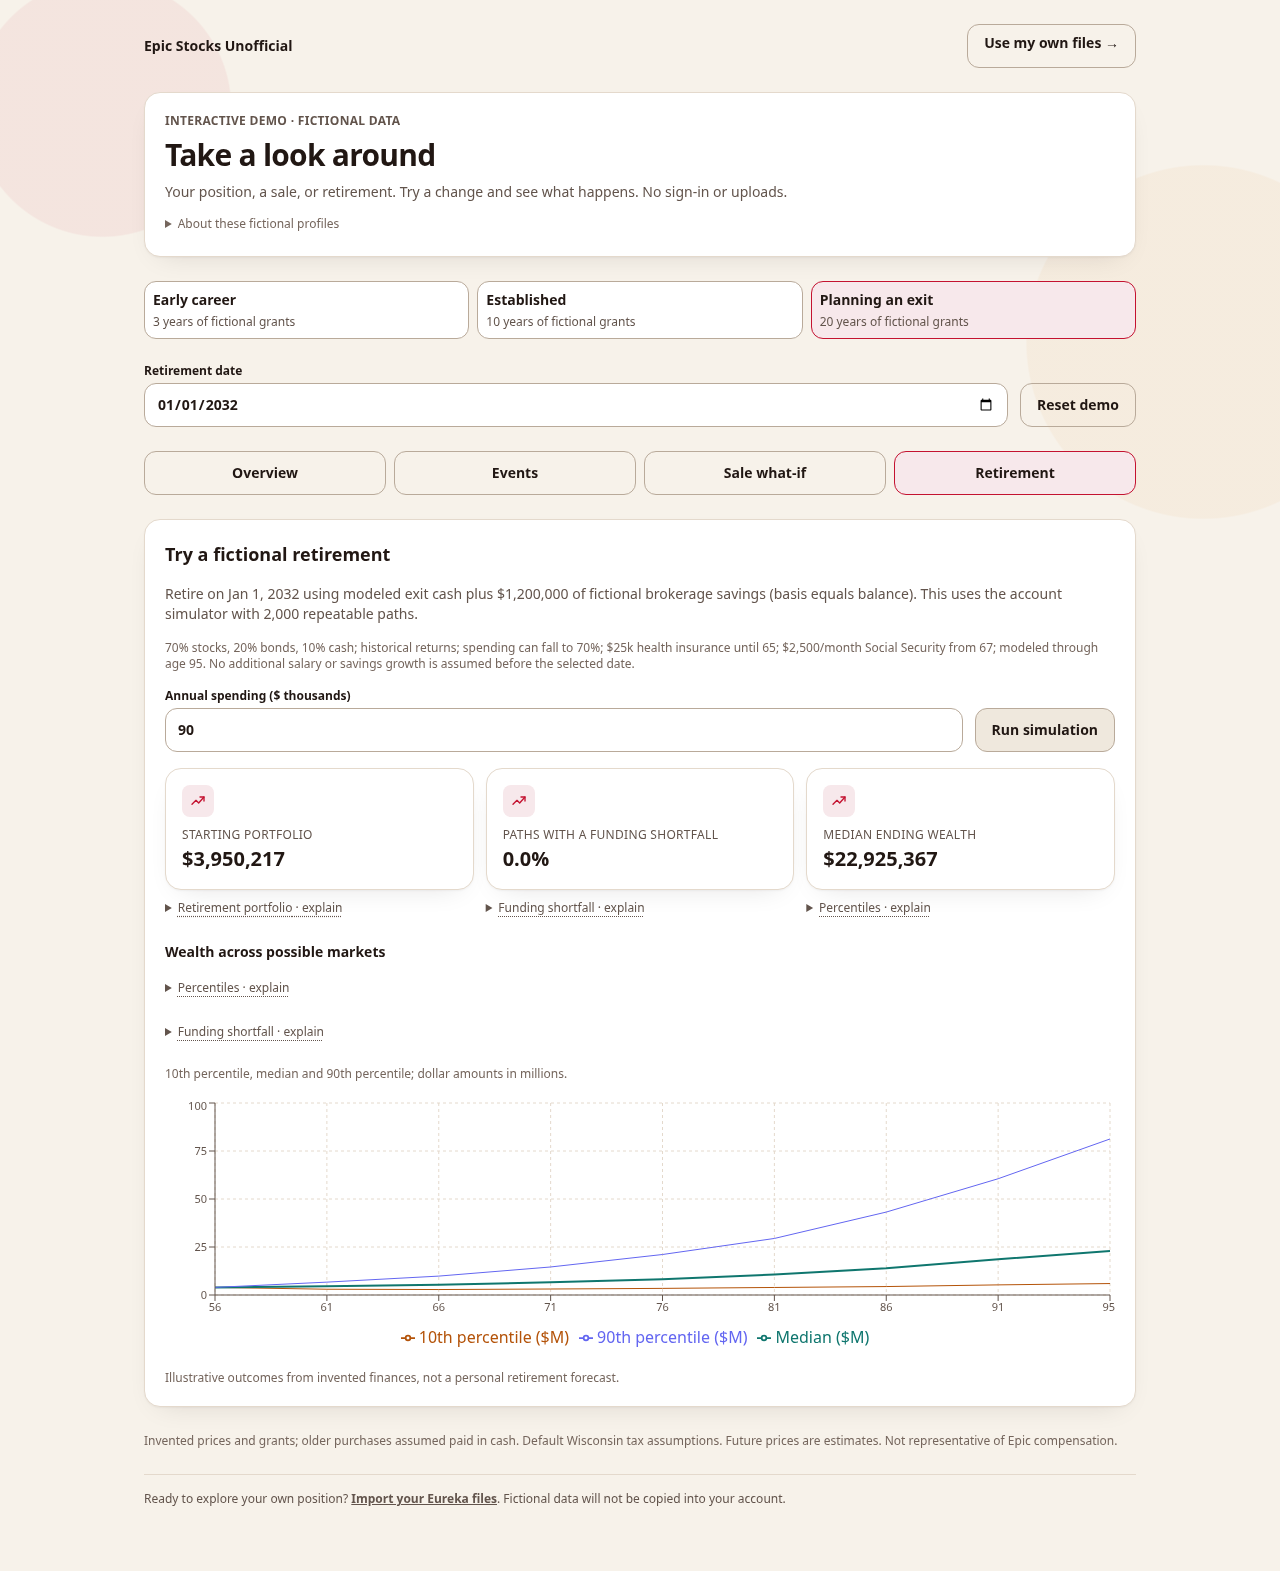 Epic Stocks Unofficial
Use my own files →
INTERACTIVE DEMO · FICTIONAL DATA
Take a look around
Your position, a sale, or retirement. Try a change and see what happens. No sign-in or uploads.
About these fictional profiles
Early career
3 years of fictional grants
Established
10 years of fictional grants
Planning an exit
20 years of fictional grants
Retirement date
01/01/2032
Reset demo
Overview
Events
Sale what-if
Retirement
Try a fictional retirement
Retire on Jan 1, 2032 using modeled exit cash plus $1,200,000 of fictional brokerage savings (basis equals balance). This uses the account
simulator with 2,000 repeatable paths.
70% stocks, 20% bonds, 10% cash; historical returns; spending can fall to 70%; $25k health insurance until 65; $2,500/month Social Security from 67; modeled through
age 95. No additional salary or savings growth is assumed before the selected date.
Annual spending ($ thousands)
90
Run simulation
STARTING PORTFOLIO
$3,950,217
PATHS WITH A FUNDING SHORTFALL
0.0%
MEDIAN ENDING WEALTH
$22,925,367
Retirement portfolio · explain
Funding shortfall · explain
Percentiles · explain
Wealth across possible markets
Percentiles · explain
Funding shortfall · explain
10th percentile, median and 90th percentile; dollar amounts in millions.
100
75
50
25
0
56 61 66 71 76 81 86 91 95
10th percentile ($M) 90th percentile ($M) Median ($M)
Illustrative outcomes from invented finances, not a personal retirement forecast.
Invented prices and grants; older purchases assumed paid in cash. Default Wisconsin tax assumptions. Future prices are estimates. Not representative of Epic compensation.
Ready to explore your own position? Import your Eureka files. Fictional data will not be copied into your account.